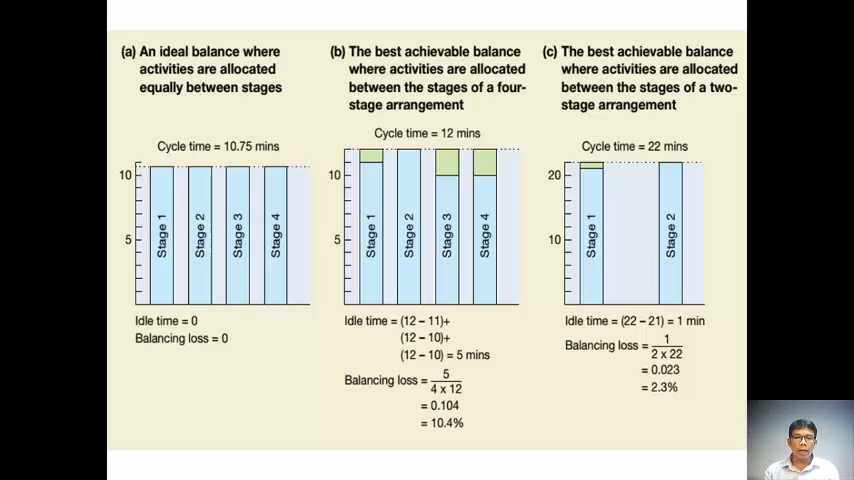 (a) An ideal balance where
activities are allocated
equally between stages
Cycle time = 10.75 mins
10
5
Stage 1
Stage 2
Stage 3
Stage 4
Idle time = 0
Balancing loss = 0
(b) The best achievable balance
where activities are allocated
between the stages of a four-
stage arrangement
Cycle time = 12 mins
10
5
Stage 1
Stage 2
Stage 3
Stage 4
Idle time = (12 – 11)+
(12 – 10)+
(12 – 10) = 5 mins
Balancing loss = 5
4 x 12
= 0.104
= 10.4%
(c) The best achievable balance
where activities are allocated
between the stages of a two-
stage arrangement
Cycle time = 22 mins
20
10
Stage 1
Stage 2
Idle time = (22 – 21) = 1 min
Balancing loss = 1
2 x 22
= 0.023
= 2.3%